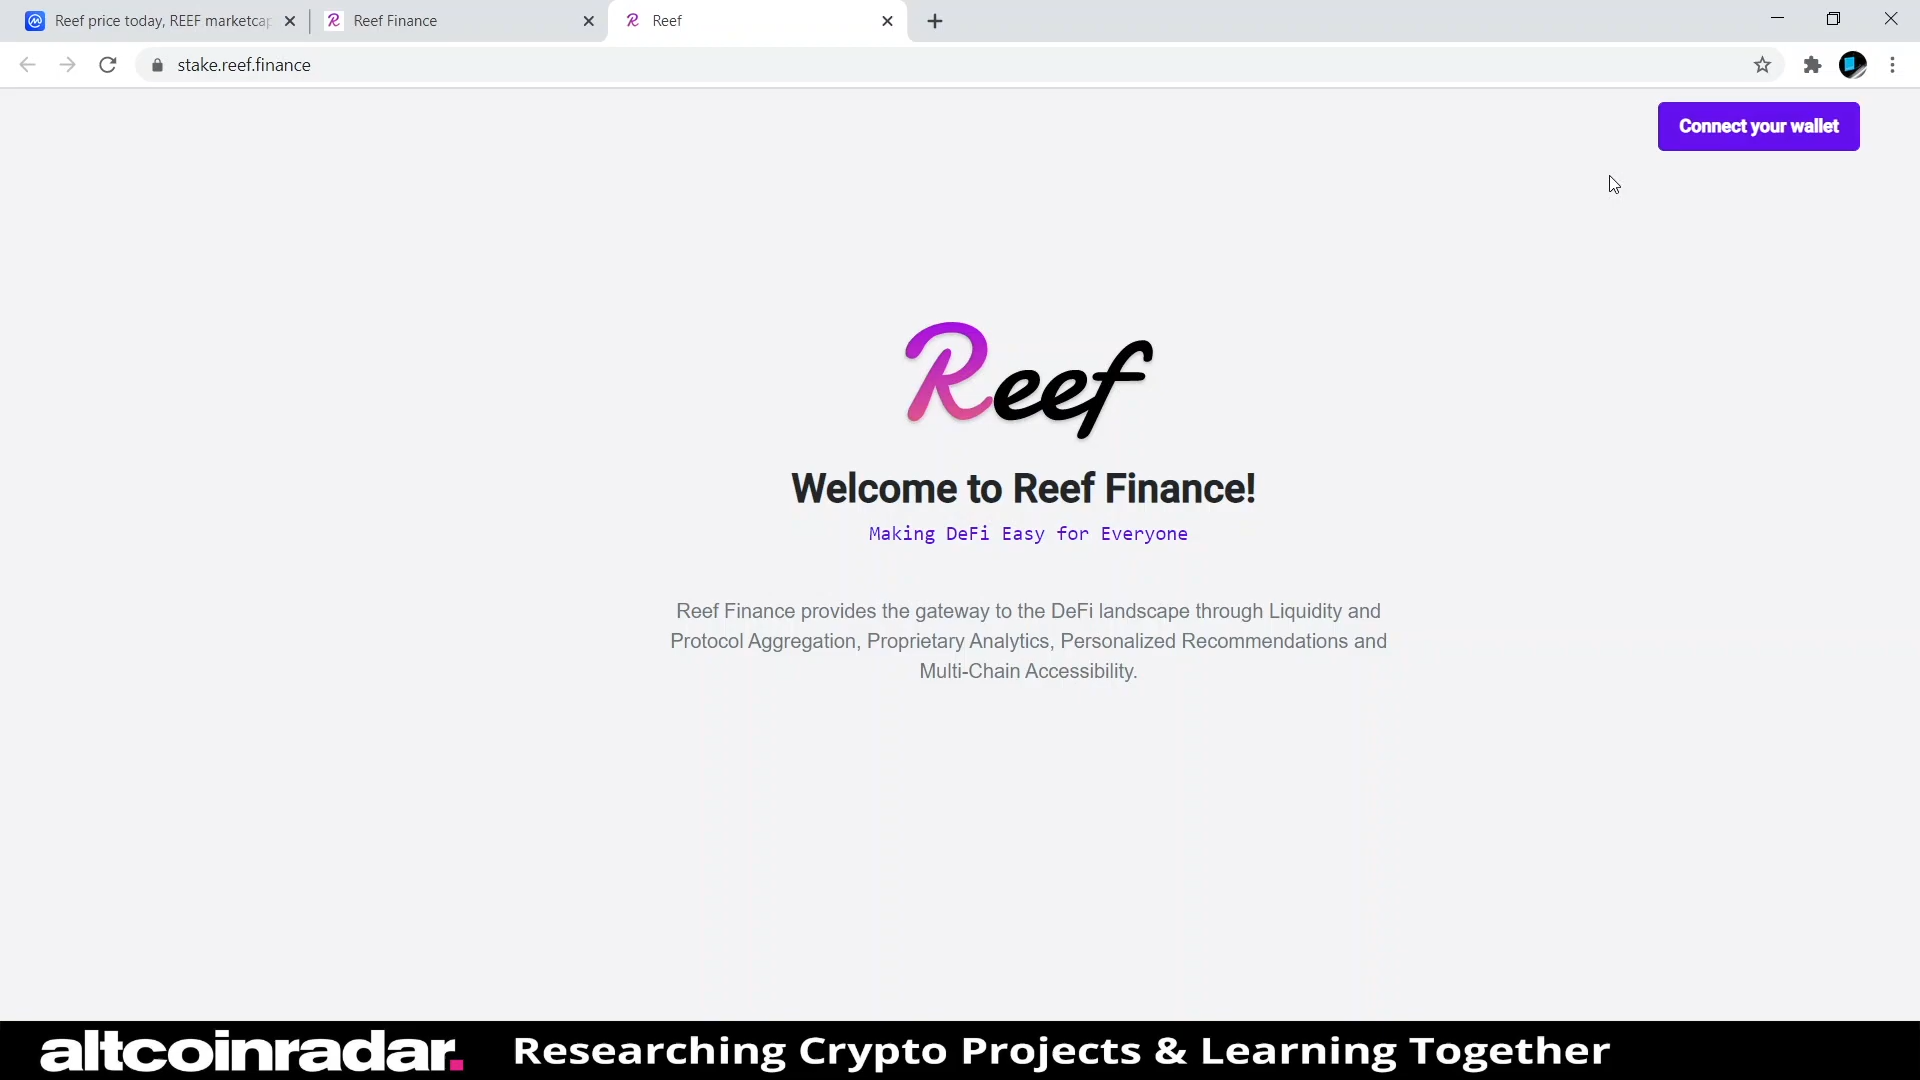 Reef price today, REEF marketcap
Reef Finance
Reef
stake.reef.finance
Connect your wallet
Reef
Welcome to Reef Finance!
Making DeFi Easy for Everyone
Reef Finance provides the gateway to the DeFi landscape through Liquidity and
Protocol Aggregation, Proprietary Analytics, Personalized Recommendations and
Multi-Chain Accessibility.
altcoinradar.
Researching Crypto Projects & Learning Together